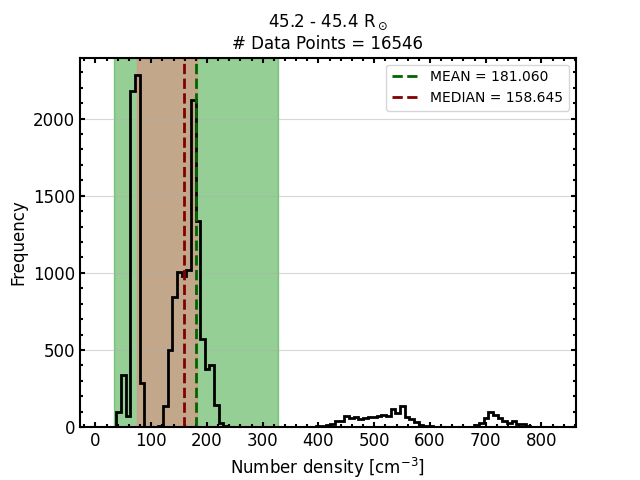 45.2 - 45.4 R⊙
# Data Points = 16546
MEAN = 181.060
MEDIAN = 158.645
Frequency
2000
1500
1000
500
0
0 100 200 300 400 500 600 700 800
Number density [cm⁻³]